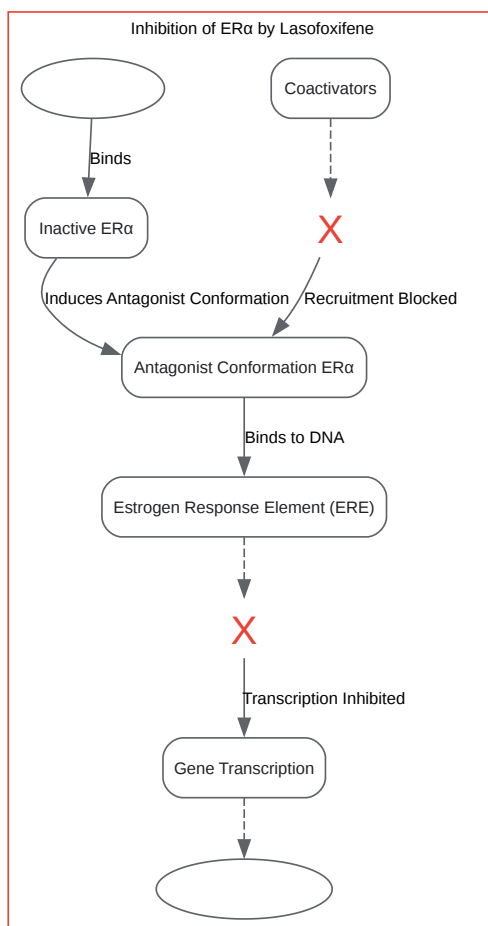 Inhibition of ERα by Lasofoxifene
Coactivators
Binds
Inactive ERα
X
Induces Antagonist Conformation
Recruitment Blocked
Antagonist Conformation ERα
Binds to DNA
Estrogen Response Element (ERE)
X
Transcription Inhibited
Gene Transcription